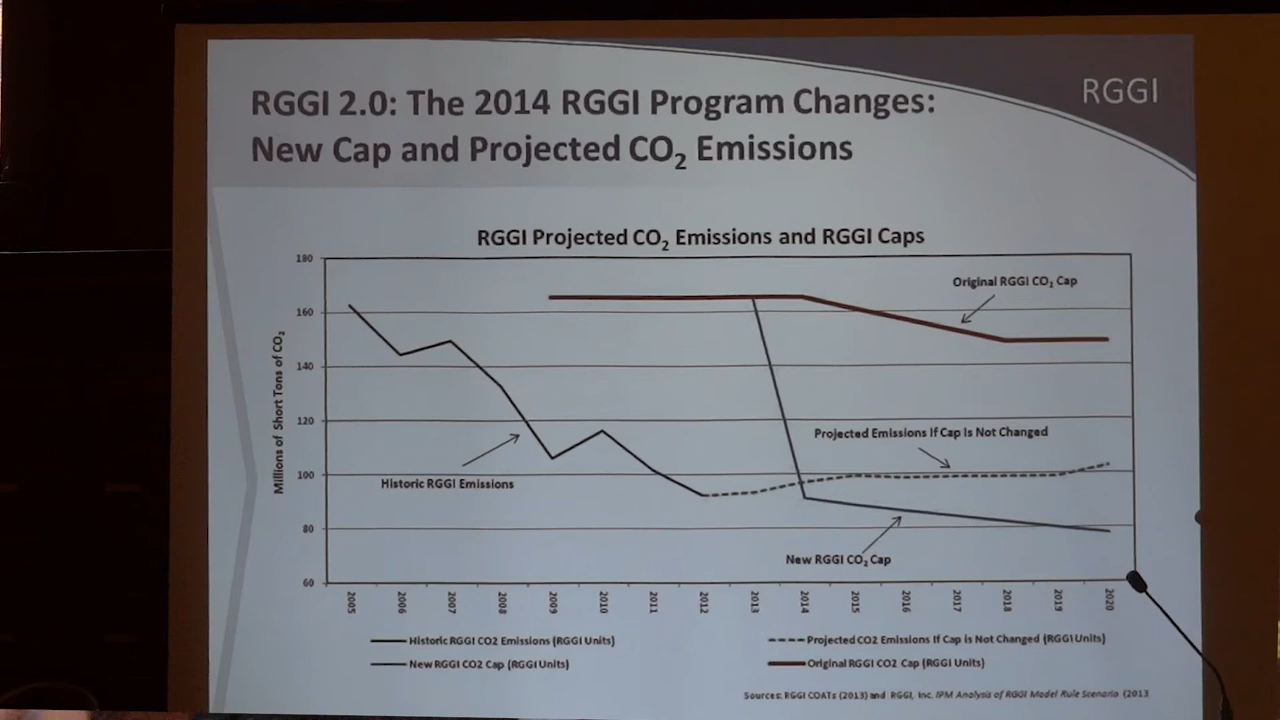 RGGI
RGGI 2.0: The 2014 RGGI Program Changes:
New Cap and Projected CO₂ Emissions
RGGI Projected CO₂ Emissions and RGGI Caps
Millions of Short Tons of CO₂
180
160
140
120
100
80
60
Original RGGI CO₂ Cap
Projected Emissions If Cap Is Not Changed
Historic RGGI Emissions
New RGGI CO₂ Cap
2005 2006 2007 2008 2009 2010 2011 2012 2013 2014 2015 2016 2017 2018 2019 2020
Historic RGGI CO2 Emissions (RGGI Units)
Projected CO2 Emissions If Cap is Not Changed (RGGI Units)
New RGGI CO2 Cap (RGGI Units)
Original RGGI CO2 Cap (RGGI Units)
Sources: RGGI COATs (2013) and RGGI, Inc. IPM Analysis of RGGI Model Rule Scenario (2013